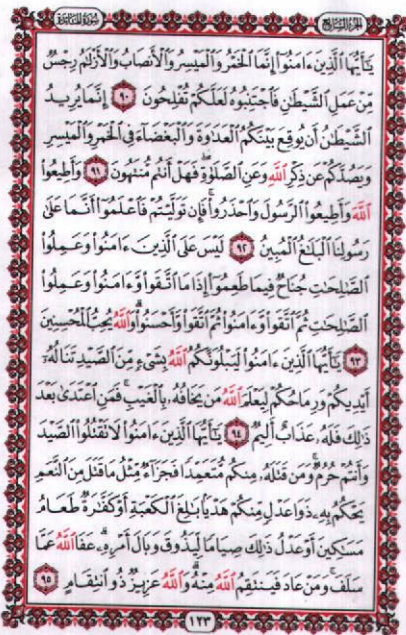 سورة المائدة الجزء السابع
يَٰٓأَيُّهَا ٱلَّذِينَ ءَامَنُوٓا۟ إِنَّمَا ٱلْخَمْرُ وَٱلْمَيْسِرُ وَٱلْأَنصَابُ وَٱلْأَزْلَٰمُ رِجْسٌ
مِّنْ عَمَلِ ٱلشَّيْطَٰنِ فَٱجْتَنِبُوهُ لَعَلَّكُمْ تُفْلِحُونَ ٩٠ إِنَّمَا يُرِيدُ
ٱلشَّيْطَٰنُ أَن يُوقِعَ بَيْنَكُمُ ٱلْعَدَٰوَةَ وَٱلْبَغْضَآءَ فِى ٱلْخَمْرِ وَٱلْمَيْسِرِ
وَيَصُدَّكُمْ عَن ذِكْرِ ٱللَّهِ وَعَنِ ٱلصَّلَوٰةِ ۖ فَهَلْ أَنتُم مُّنتَهُونَ ٩١ وَأَطِيعُوا۟
ٱللَّهَ وَأَطِيعُوا۟ ٱلرَّسُولَ وَٱحْذَرُوا۟ ۚ فَإِن تَوَلَّيْتُمْ فَٱعْلَمُوٓا۟ أَنَّمَا عَلَىٰ
رَسُولِنَا ٱلْبَلَٰغُ ٱلْمُبِينُ ٩٢ لَيْسَ عَلَى ٱلَّذِينَ ءَامَنُوا۟ وَعَمِلُوا۟
ٱلصَّٰلِحَٰتِ جُنَاحٌ فِيمَا طَعِمُوٓا۟ إِذَا مَا ٱتَّقَوا۟ وَّءَامَنُوا۟ وَعَمِلُوا۟
ٱلصَّٰلِحَٰتِ ثُمَّ ٱتَّقَوا۟ وَّءَامَنُوا۟ ثُمَّ ٱتَّقَوا۟ وَّأَحْسَنُوا۟ ۗ وَٱللَّهُ يُحِبُّ ٱلْمُحْسِنِينَ
٩٣ يَٰٓأَيُّهَا ٱلَّذِينَ ءَامَنُوا۟ لَيَبْلُوَنَّكُمُ ٱللَّهُ بِشَىْءٍ مِّنَ ٱلصَّيْدِ تَنَالُهُۥٓ
أَيْدِيكُمْ وَرِمَاحُكُمْ لِيَعْلَمَ ٱللَّهُ مَن يَخَافُهُۥ بِٱلْغَيْبِ ۚ فَمَنِ ٱعْتَدَىٰ بَعْدَ
ذَٰلِكَ فَلَهُۥ عَذَابٌ أَلِيمٌ ٩٤ يَٰٓأَيُّهَا ٱلَّذِينَ ءَامَنُوا۟ لَا تَقْتُلُوا۟ ٱلصَّيْدَ
وَأَنتُمْ حُرُمٌ ۚ وَمَن قَتَلَهُۥ مِنكُم مُّتَعَمِّدًا فَجَزَآءٌ مِّثْلُ مَا قَتَلَ مِنَ ٱلنَّعَمِ
يَحْكُمُ بِهِۦ ذَوَا عَدْلٍ مِّنكُمْ هَدْيًۢا بَٰلِغَ ٱلْكَعْبَةِ أَوْ كَفَّٰرَةٌ طَعَامُ
مَسَٰكِينَ أَوْ عَدْلُ ذَٰلِكَ صِيَامًا لِّيَذُوقَ وَبَالَ أَمْرِهِۦ ۗ عَفَا ٱللَّهُ عَمَّا
سَلَفَ ۚ وَمَنْ عَادَ فَيَنتَقِمُ ٱللَّهُ مِنْهُ ۗ وَٱللَّهُ عَزِيزٌ ذُو ٱنتِقَامٍ ٩٥
١٢٣